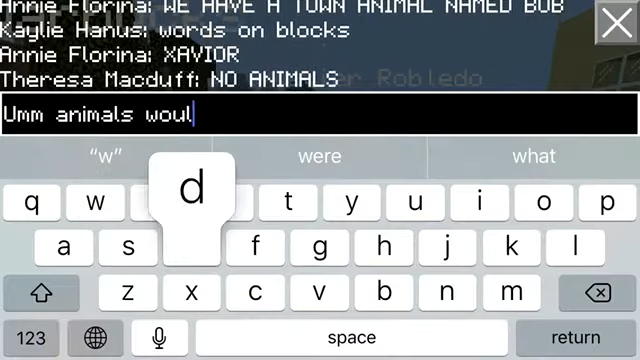 Annie Florina: WE HAVE A TOWN ANIMAL NAMED BOB
Kaylie Hanus: words on blocks
Annie Florina: XAVIOR
Theresa Macduff: NO ANIMALS
Robledo
Umm animals woul
“w” were what
d
q w t y u i o p
a s f g h j k l
z x c v b n m
123 space return